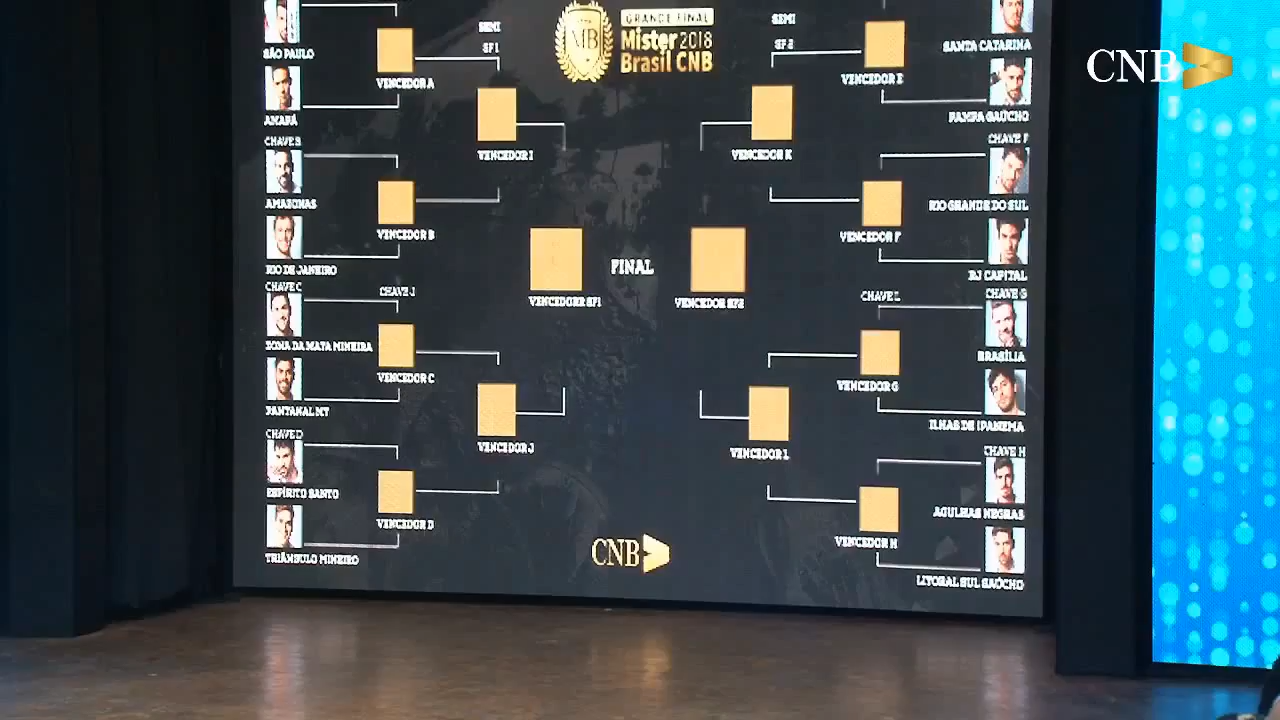 GRANDE FINAL
Mister 2018
Brasil CNB
CNB
SEMI
SF1
SEMI
SF2
SÃO PAULO
VENCEDOR A
AMAPÁ
CHAVE B
VENCEDOR I
AMAZONAS
VENCEDOR B
RIO DE JANEIRO
CHAVE C
CHAVE J
ZONA DA MATA MINEIRA
VENCEDOR C
PANTANAL MT
CHAVE D
VENCEDOR J
ESPÍRITO SANTO
VENCEDOR D
TRIÂNGULO MINEIRO
VENCEDORR SF1
FINAL
VENCEDOR SF2
SANTA CATARINA
VENCEDOR E
PAMPA GAÚCHO
CHAVE F
VENCEDOR K
RIO GRANDE DO SUL
VENCEDOR F
RJ CAPITAL
CHAVE L
CHAVE G
BRASÍLIA
VENCEDOR G
ILHAS DE IPANEMA
CHAVE H
VENCEDOR L
AGULHAS NEGRAS
VENCEDOR H
LITORAL SUL GAÚCHO
CNB